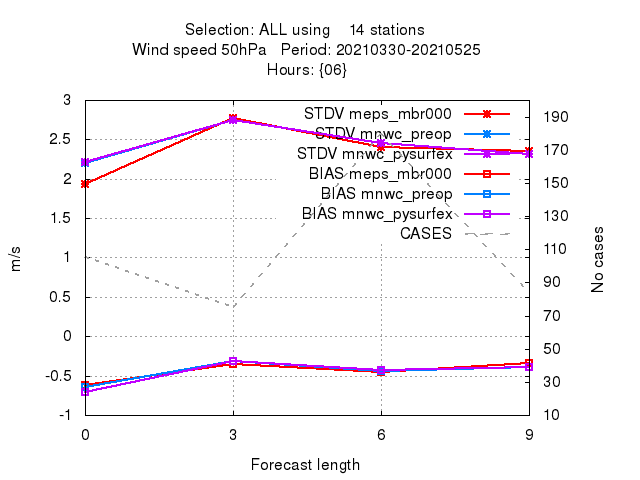 Selection: ALL using 14 stations
Wind speed 50hPa Period: 20210330-20210525
Hours: {06}
3
2.5
2
1.5
1
0.5
0
-0.5
-1
m/s
STDV meps_mbr000
STDV mnwc_preop
STDV mnwc_pysurfex
BIAS meps_mbr000
BIAS mnwc_preop
BIAS mnwc_pysurfex
CASES
190
170
150
130
110
90
70
50
30
10
No cases
0 3 6 9
Forecast length